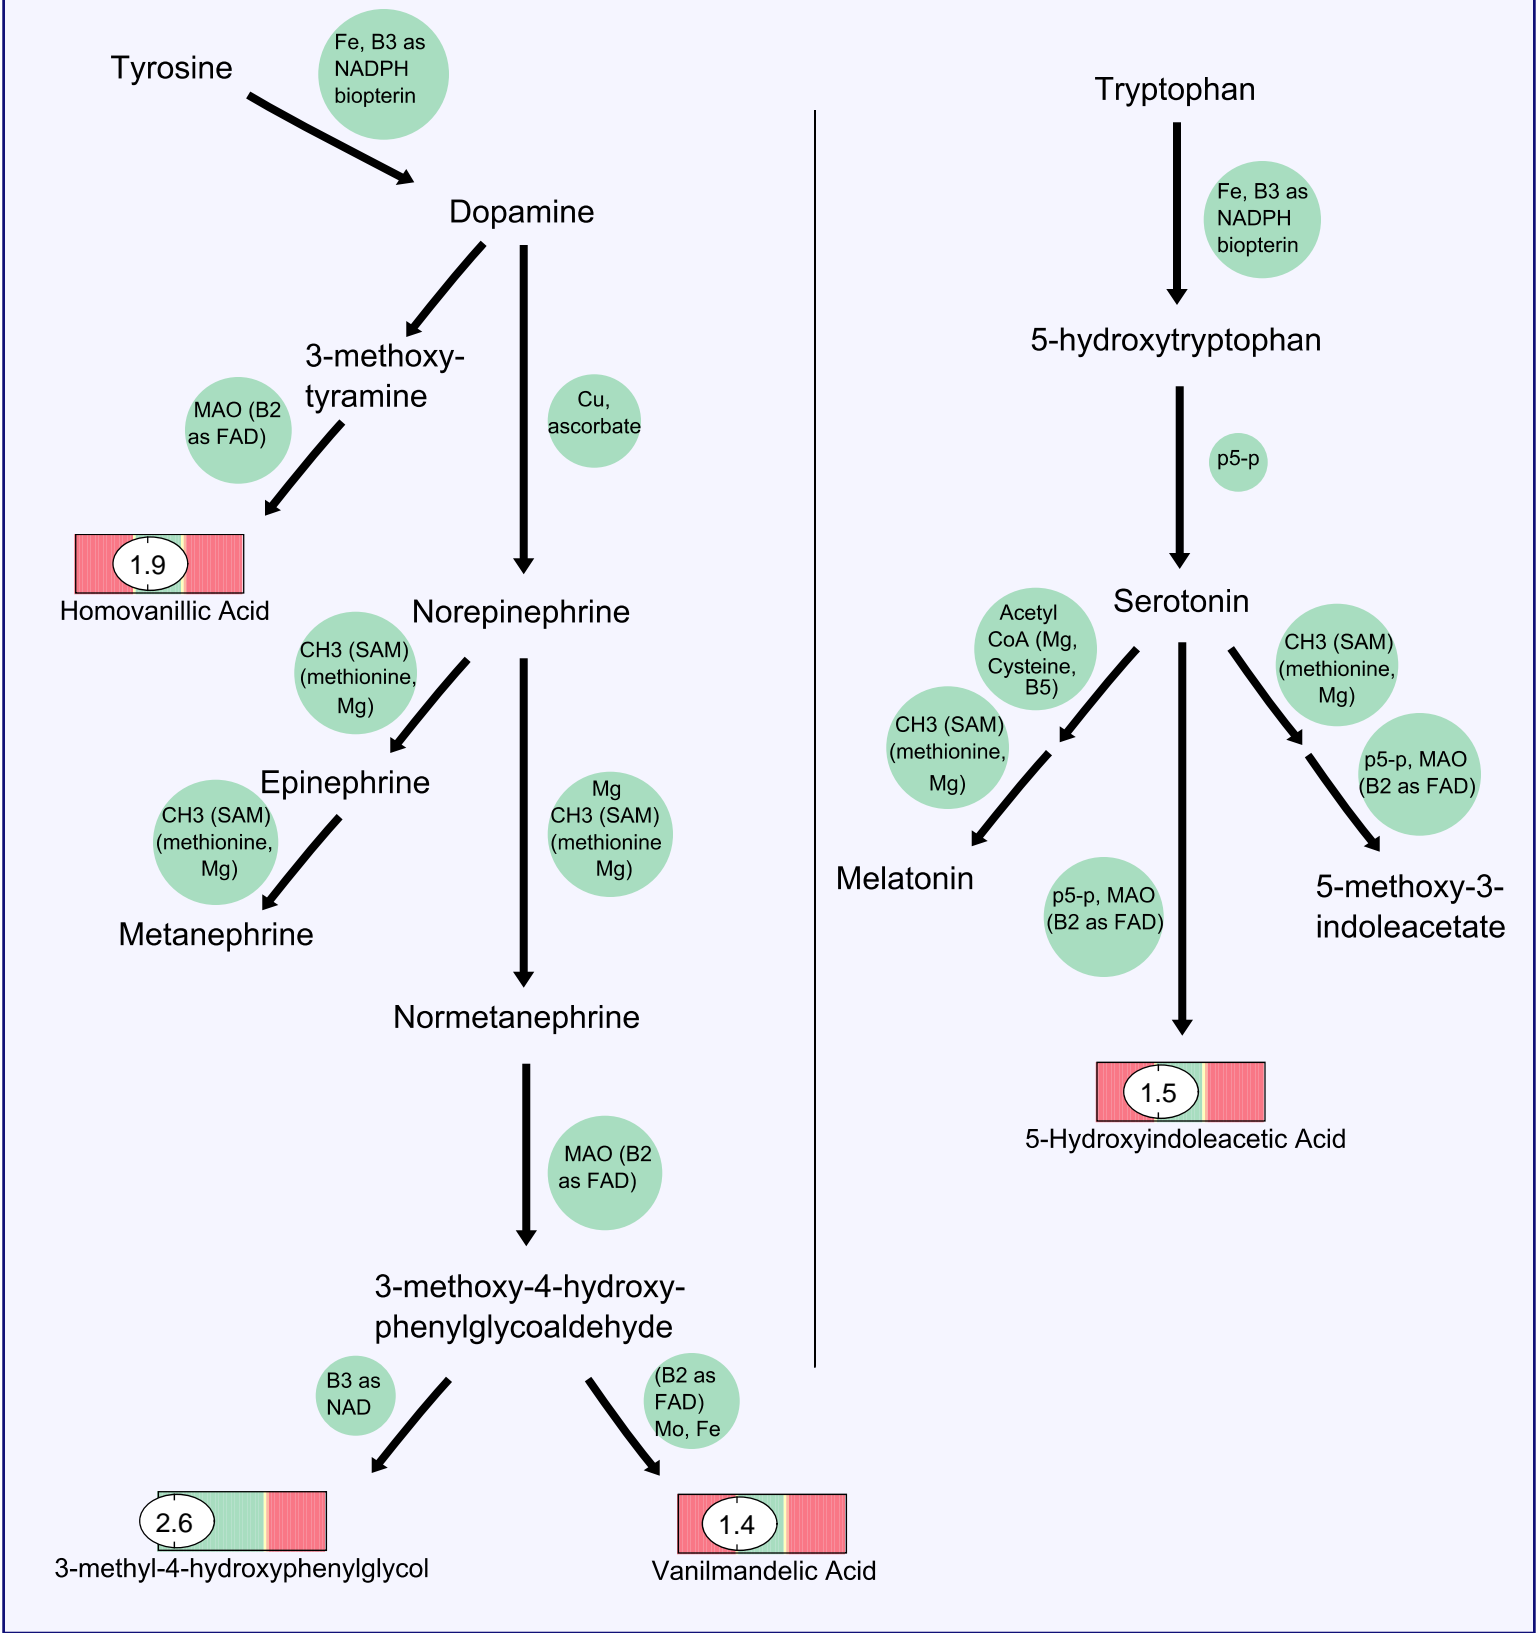 Tyrosine
Fe, B3 as
NADPH
biopterin
Dopamine
3-methoxy-
tyramine
MAO (B2
as FAD)
Cu,
ascorbate
1.9
Homovanillic Acid
Norepinephrine
CH3 (SAM)
(methionine,
Mg)
Epinephrine
CH3 (SAM)
(methionine,
Mg)
Metanephrine
Mg
CH3 (SAM)
(methionine
Mg)
Normetanephrine
MAO (B2
as FAD)
3-methoxy-4-hydroxy-
phenylglycoaldehyde
B3 as
NAD
(B2 as
FAD)
Mo, Fe
2.6
3-methyl-4-hydroxyphenylglycol
1.4
Vanilmandelic Acid
Tryptophan
Fe, B3 as
NADPH
biopterin
5-hydroxytryptophan
p5-p
Serotonin
Acetyl
CoA (Mg,
Cysteine,
B5)
CH3 (SAM)
(methionine,
Mg)
Melatonin
CH3 (SAM)
(methionine,
Mg)
p5-p, MAO
(B2 as FAD)
5-methoxy-3-
indoleacetate
p5-p, MAO
(B2 as FAD)
1.5
5-Hydroxyindoleacetic Acid